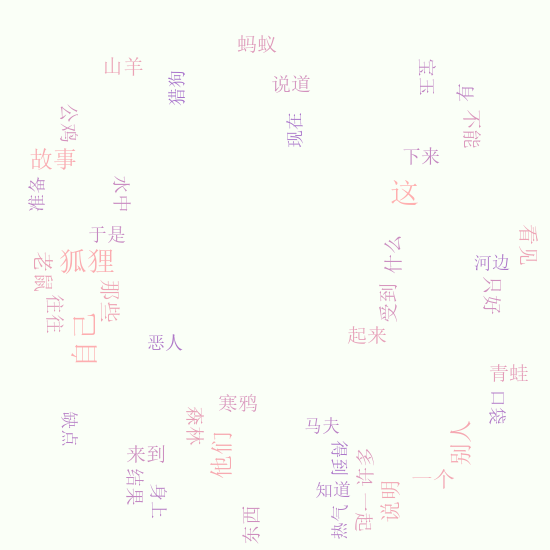 蚂蚁
山羊
说道
猎狗
宝玉
有
公鸡
现在
不能
故事
下来
准备
水中
这
于是
看见
老鼠
狐狸
什么
河边
那些
往往
受到
只好
自己
起来
恶人
青蛙
寒鸦
口袋
缺点
森林
马夫
别人
来到
他们
得到
许多
一个
结果
身上
知道
一起
说明
东西
热气